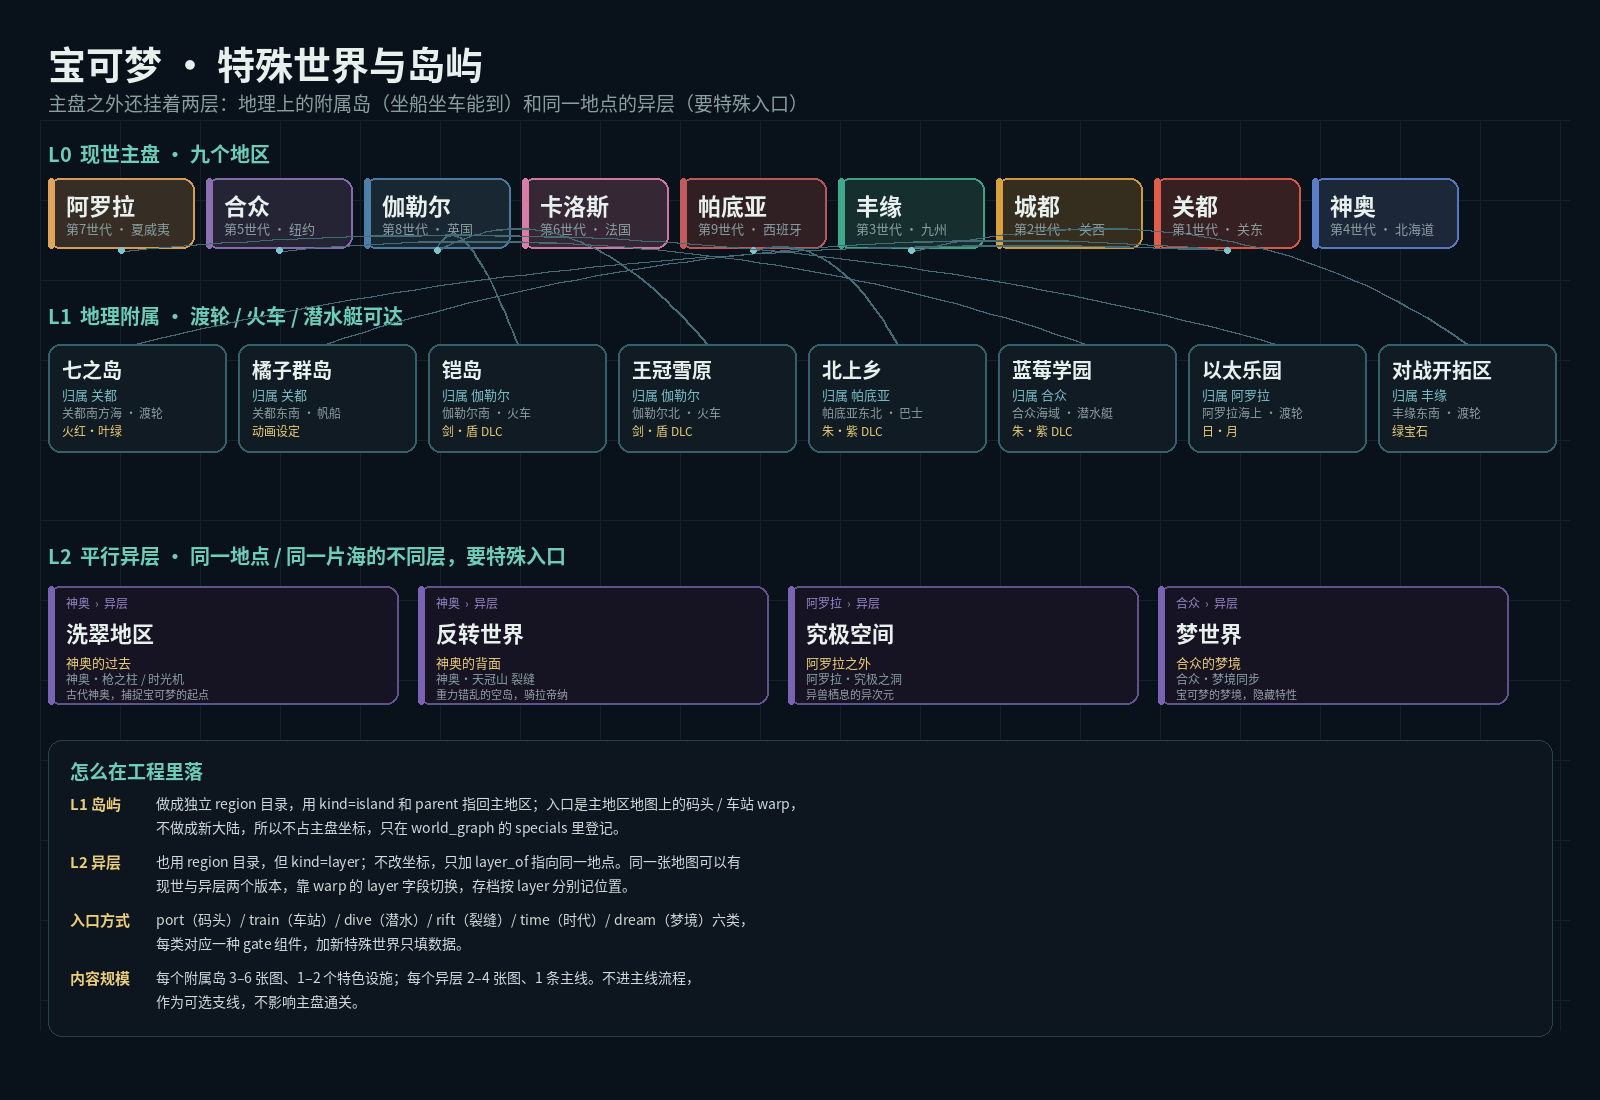 宝可梦 · 特殊世界与岛屿
主盘之外还挂着两层：地理上的附属岛（坐船坐车能到）和同一地点的异层（要特殊入口）
L0 现世主盘 · 九个地区
阿罗拉
第7世代 · 夏威夷
合众
第5世代 · 纽约
伽勒尔
第8世代 · 英国
卡洛斯
第6世代 · 法国
帕底亚
第9世代 · 西班牙
丰缘
第3世代 · 九州
城都
第2世代 · 关西
关都
第1世代 · 关东
神奥
第4世代 · 北海道
L1 地理附属 · 渡轮 / 火车 / 潜水艇可达
七之岛
归属 关都
关都南方海 · 渡轮
火红 · 叶绿
橘子群岛
归属 关都
关都东南 · 帆船
动画设定
铠岛
归属 伽勒尔
伽勒尔南 · 火车
剑 · 盾 DLC
王冠雪原
归属 伽勒尔
伽勒尔北 · 火车
剑 · 盾 DLC
北上乡
归属 帕底亚
帕底亚东北 · 巴士
朱 · 紫 DLC
蓝莓学园
归属 合众
合众海域 · 潜水艇
朱 · 紫 DLC
以太乐园
归属 阿罗拉
阿罗拉海上 · 渡轮
日 · 月
对战开拓区
归属 丰缘
丰缘东南 · 渡轮
绿宝石
L2 平行异层 · 同一地点 / 同一片海的不同层，要特殊入口
神奥 › 异层
洗翠地区
神奥的过去
神奥 · 枪之柱 / 时光机
古代神奥，捕捉宝可梦的起点
神奥 › 异层
反转世界
神奥的背面
神奥 · 天冠山 裂缝
重力错乱的空岛，骑拉帝纳
阿罗拉 › 异层
究极空间
阿罗拉之外
阿罗拉 · 究极之洞
异兽栖息的异次元
合众 › 异层
梦世界
合众的梦境
合众 · 梦境同步
宝可梦的梦境，隐藏特性
怎么在工程里落
L1 岛屿 做成独立 region 目录，用 kind=island 和 parent 指回主地区；入口是主地区地图上的码头 / 车站 warp，
不做成新大陆，所以不占主盘坐标，只在 world_graph 的 specials 里登记。
L2 异层 也用 region 目录，但 kind=layer；不改坐标，只加 layer_of 指向同一地点。同一张地图可以有
现世与异层两个版本，靠 warp 的 layer 字段切换，存档按 layer 分别记位置。
入口方式 port（码头）/ train（车站）/ dive（潜水）/ rift（裂缝）/ time（时代）/ dream（梦境）六类，
每类对应一种 gate 组件，加新特殊世界只填数据。
内容规模 每个附属岛 3–6 张图、1–2 个特色设施；每个异层 2–4 张图、1 条主线。不进主线流程，
作为可选支线，不影响主盘通关。